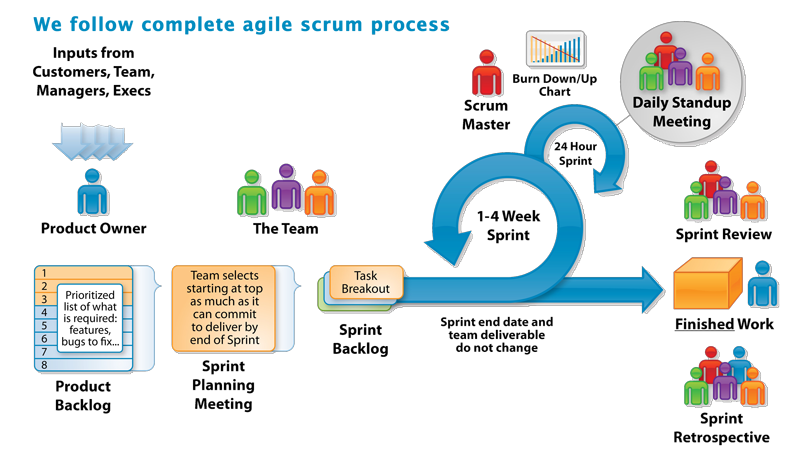 We follow complete agile scrum process
Inputs from
Customers, Team,
Managers, Execs
Product Owner
The Team
Scrum
Master
Burn Down/Up
Chart
Daily Standup
Meeting
24 Hour
Sprint
1-4 Week
Sprint
Sprint Review
1
2
3
4
5
6
7
8
Prioritized
list of what
is required:
features,
bugs to fix...
Product
Backlog
Team selects
starting at top
as much as it
can commit
to deliver by
end of Sprint
Sprint
Planning
Meeting
Task
Breakout
Sprint
Backlog
Sprint end date and
team deliverable
do not change
Finished Work
Sprint
Retrospective